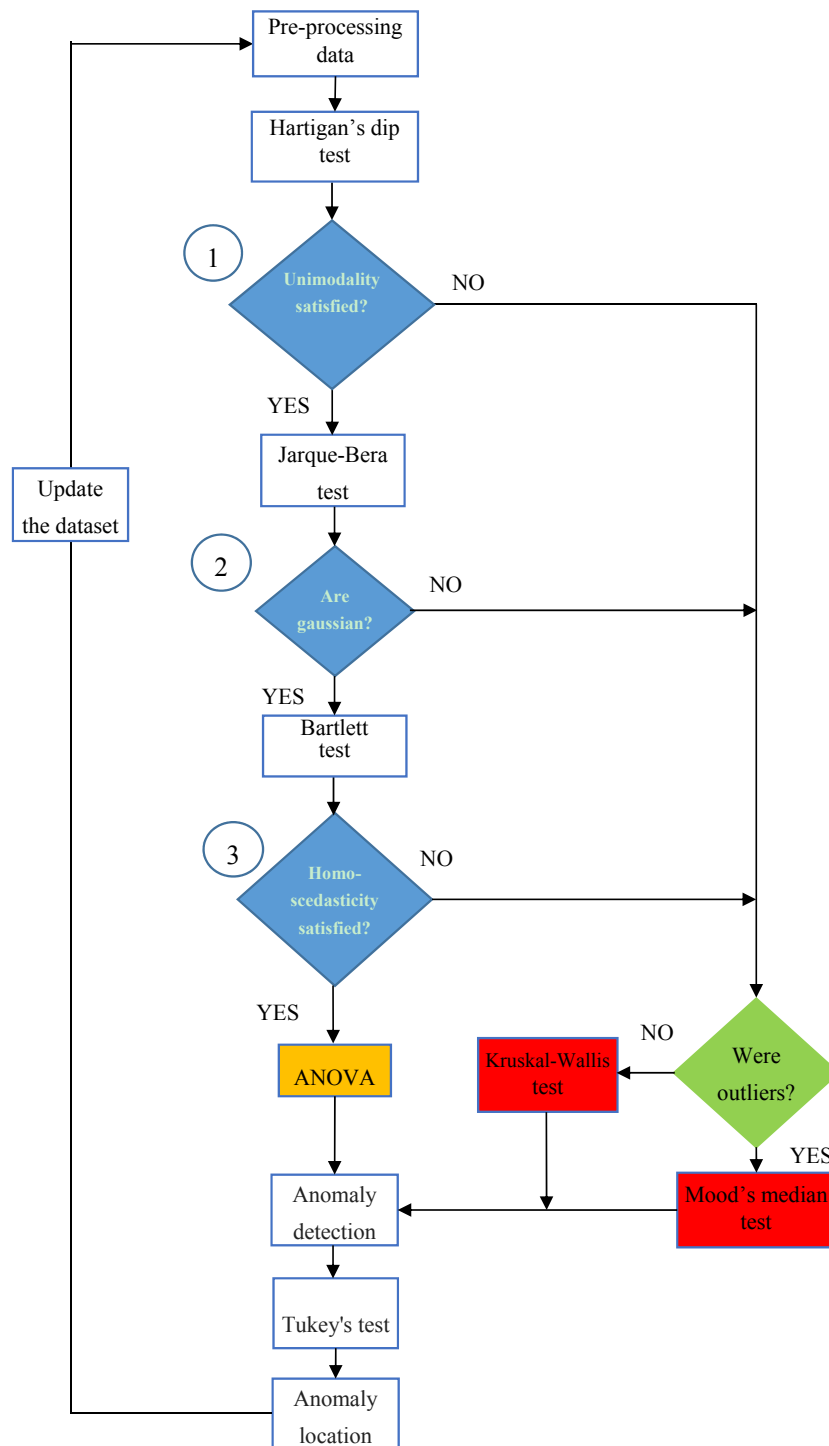 Pre-processing
data
Hartigan's dip
test
1
Unimodality
satisfied?
NO
YES
Jarque-Bera
test
Update
the dataset
2
Are
gaussian?
NO
YES
Bartlett
test
3
Homo-
scedasticity
satisfied?
NO
YES
ANOVA
NO
Were
outliers?
Kruskal-Wallis
test
YES
Mood's median
test
Anomaly
detection
Tukey's test
Anomaly
location